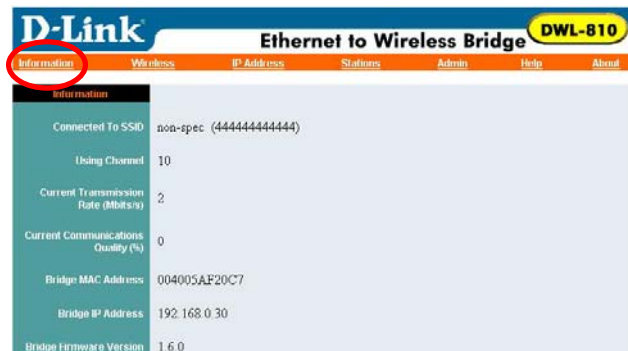 D-Link
Ethernet to Wireless Bridge
DWL-810
Information Wireless IP Address Stations Admin Help About
Information
Connected To SSID non-spec (444444444444)
Using Channel 10
Current Transmission Rate (Mbits/s) 2
Current Communications Quality (%) 0
Bridge MAC Address 004005AF20C7
Bridge IP Address 192.168.0.30
Bridge Firmware Version 1.6.0